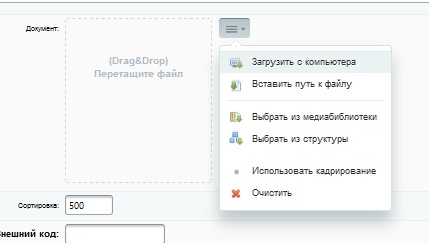 Документ:
(Drag&Drop)
Перетащите файл
Загрузить с компьютера
Вставить путь к файлу
Выбрать из медиабиблиотеки
Выбрать из структуры
Использовать кадрирование
Очистить
Сортировка: 500
Внешний код: